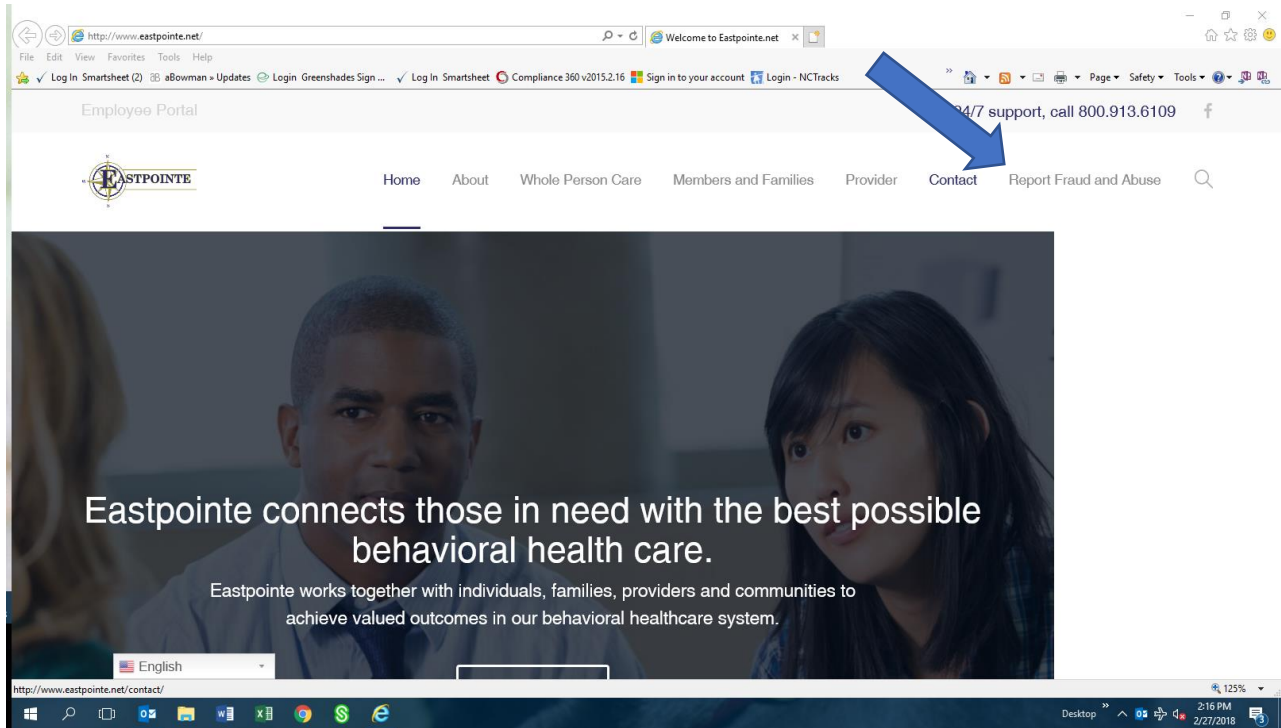 http://www.eastpointe.net/
Welcome to Eastpointe.net
File Edit View Favorites Tools Help
Log In Smartsheet (2) aBowman » Updates Login Greenshades Sign ... Log In Smartsheet Compliance 360 v2015.2.16 Sign in to your account Login - NCTracks » Page Safety Tools
Employee Portal
24/7 support, call 800.913.6109 f
EASTPOINTE
Home About Whole Person Care Members and Families Provider Contact Report Fraud and Abuse
Eastpointe connects those in need with the best possible
behavioral health care.
Eastpointe works together with individuals, families, providers and communities to
achieve valued outcomes in our behavioral healthcare system.
English
http://www.eastpointe.net/contact/
125%
Desktop » 2:16 PM
2/27/2018